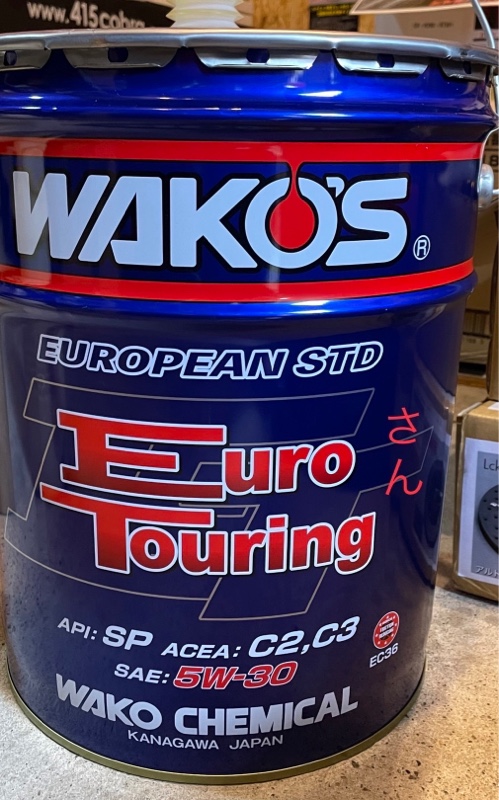 www.415cobra
WAKO'S®
EUROPEAN STD
Euro
Touring
さん
API: SP ACEA: C2,C3
SAE: 5W-30
EC36
WAKO CHEMICAL
KANAGAWA JAPAN